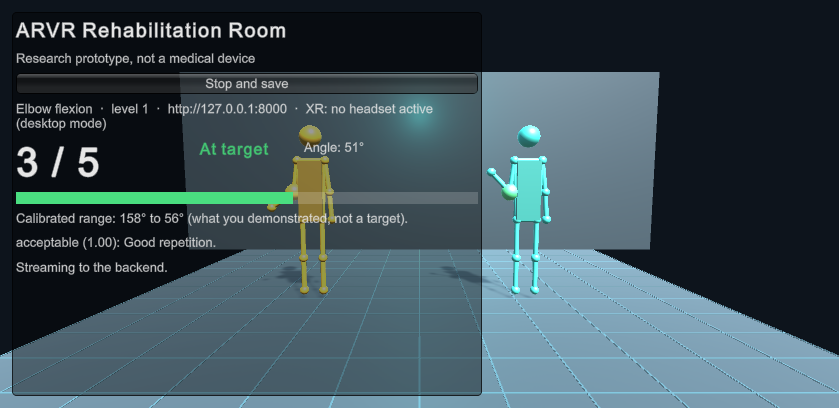 ARVR Rehabilitation Room
Research prototype, not a medical device
Stop and save
Elbow flexion · level 1 · http://127.0.0.1:8000 · XR: no headset active
(desktop mode)
3 / 5
At target
Angle: 51°
Calibrated range: 158° to 56° (what you demonstrated, not a target).
acceptable (1.00): Good repetition.
Streaming to the backend.